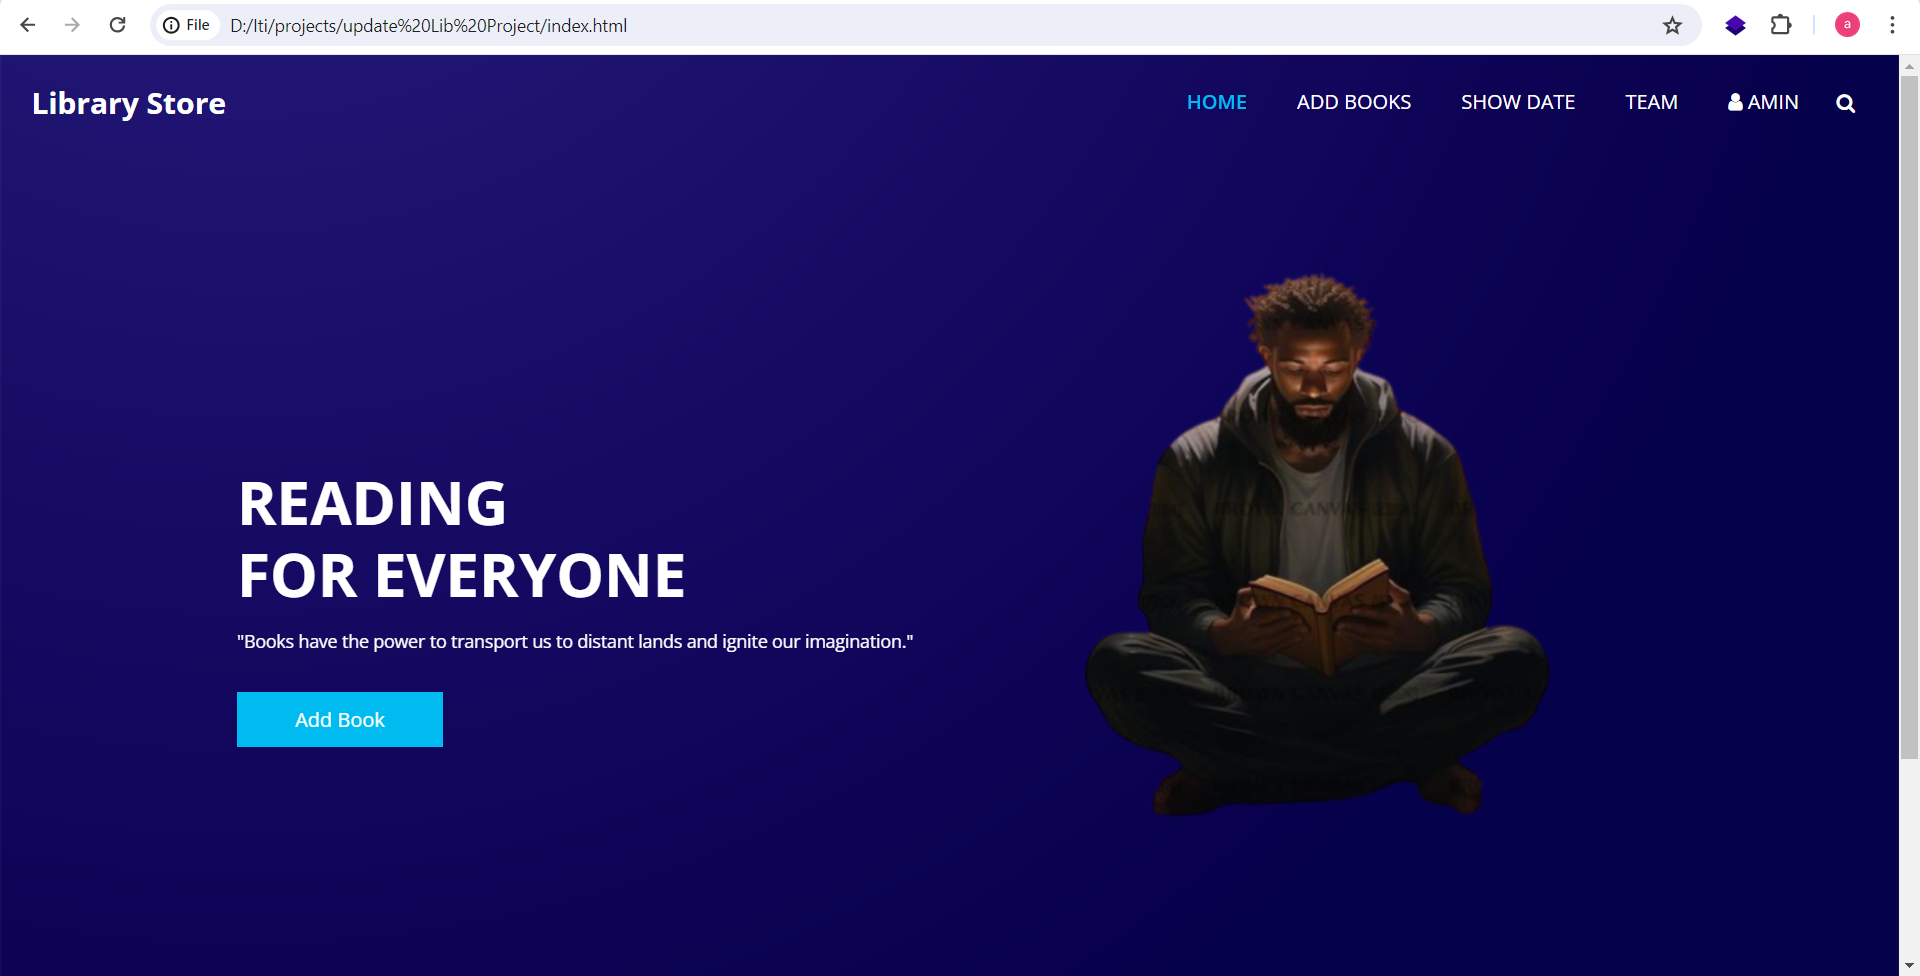 File D:/Iti/projects/update%20Lib%20Project/index.html
a
Library Store
HOME ADD BOOKS SHOW DATE TEAM AMIN
READING
FOR EVERYONE
"Books have the power to transport us to distant lands and ignite our imagination."
Add Book